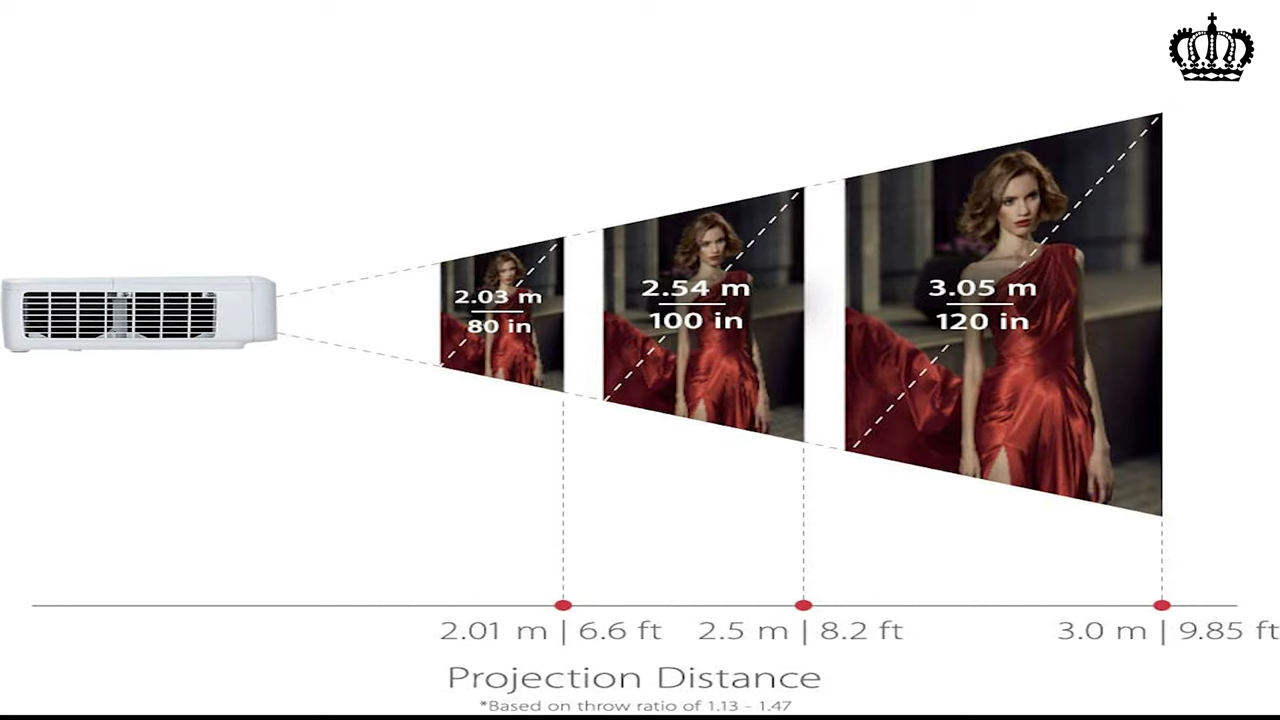 2.03 m
80 in
2.54 m
100 in
3.05 m
120 in
2.01 m | 6.6 ft
2.5 m | 8.2 ft
3.0 m | 9.85 ft
Projection Distance
*Based on throw ratio of 1.13 - 1.47